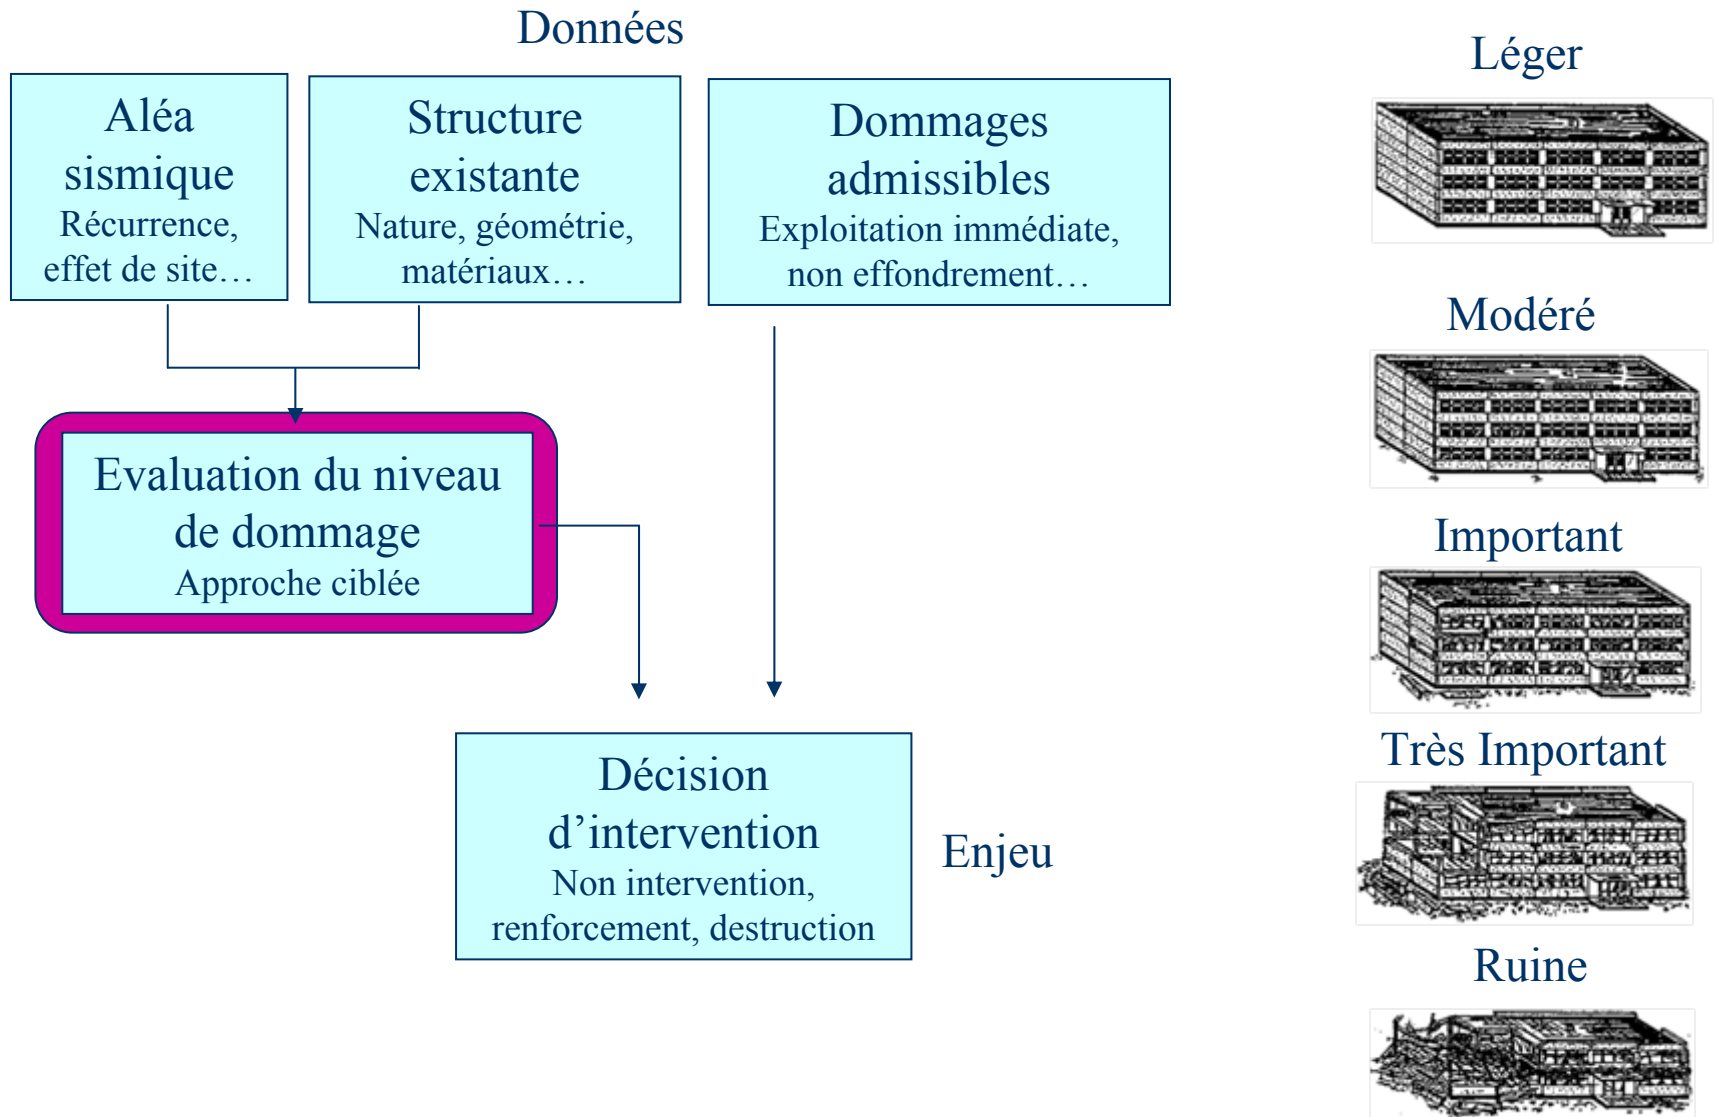 Données
Aléa
sismique
Récurrence,
effet de site…
Structure
existante
Nature, géométrie,
matériaux…
Dommages
admissibles
Exploitation immédiate,
non effondrement…
Evaluation du niveau
de dommage
Approche ciblée
Décision
d’intervention
Non intervention,
renforcement, destruction
Enjeu
Léger
Modéré
Important
Très Important
Ruine